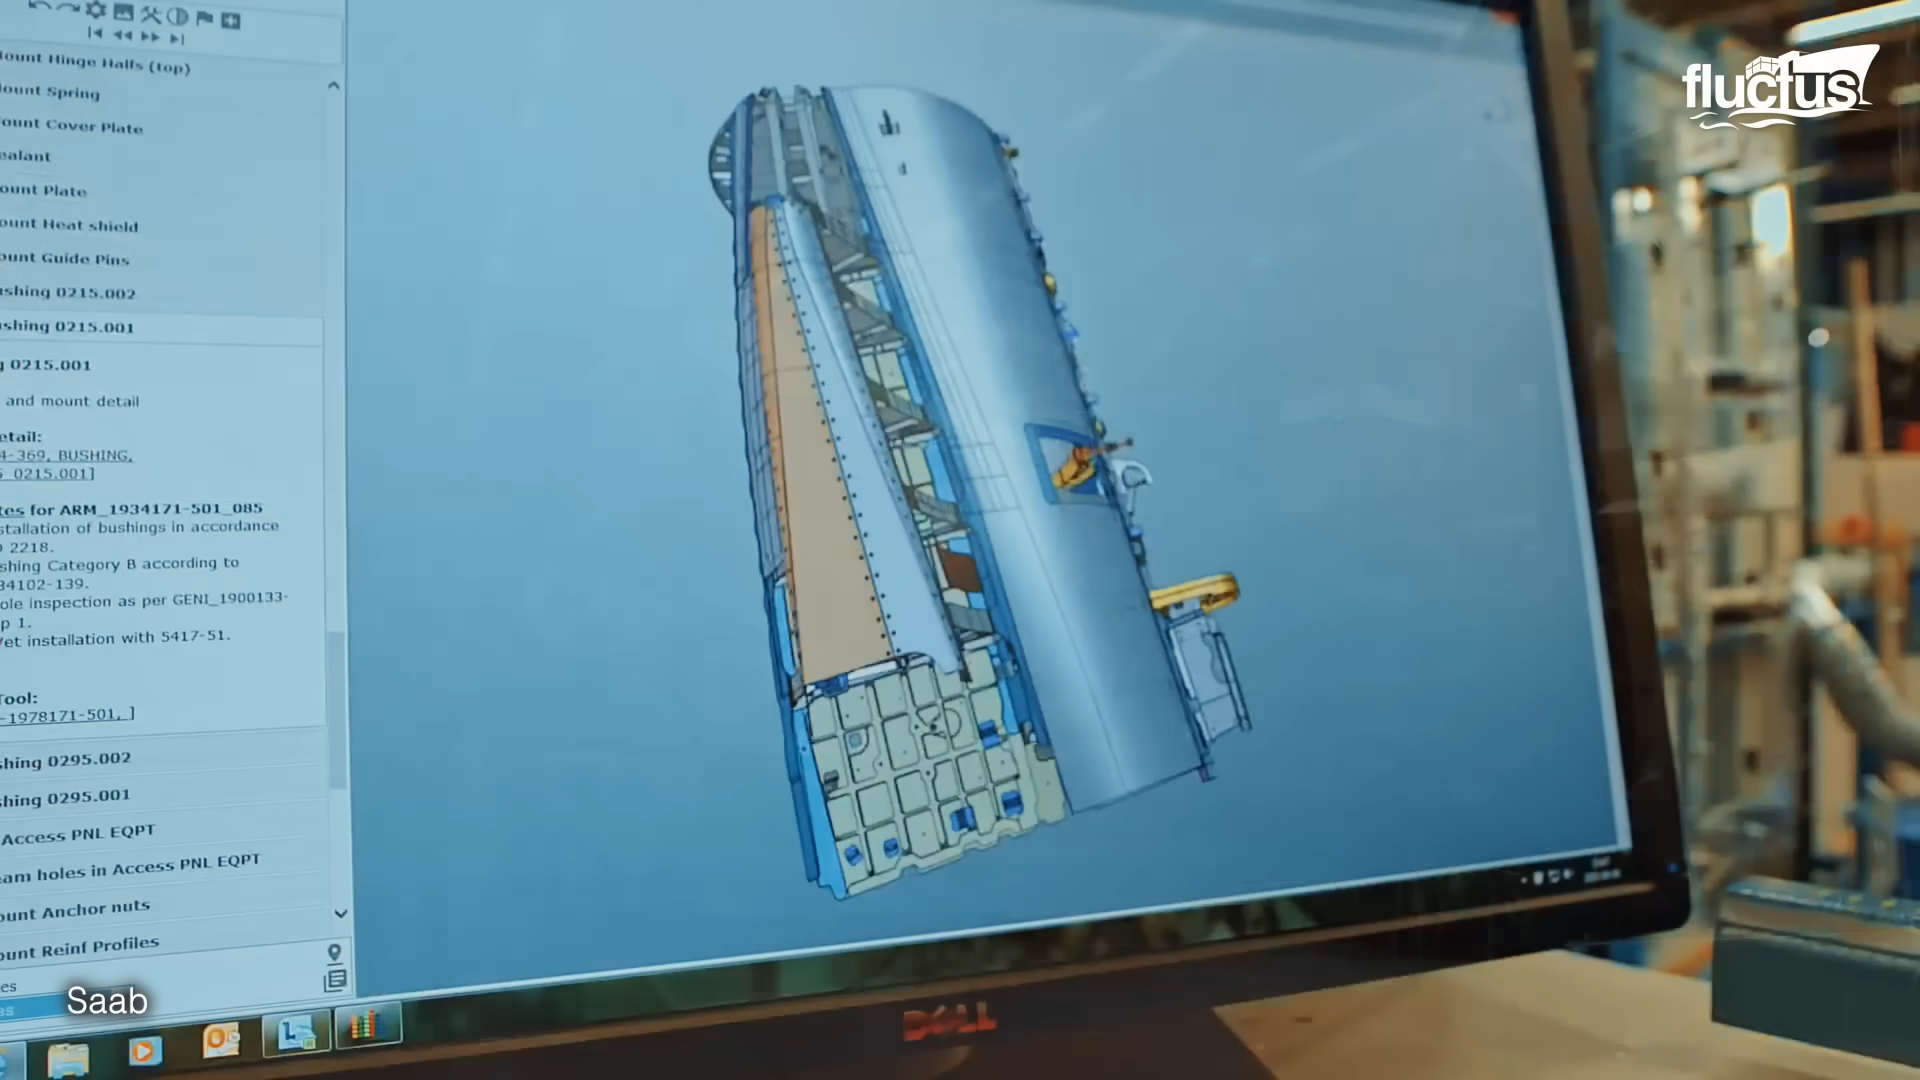 fluctus
ount Hinge Halfs (top)
ount Spring
ount Cover Plate
ealant
ount Plate
ount Heat shield
ount Guide Pins
shing 0215.002
shing 0215.001
g 0215.001
and mount detail
etail:
4-369, BUSHING,
5_0215.001]
tes for ARM_1934171-501_085
stallation of bushings in accordance
2218.
shing Category B according to
34102-139.
ole inspection as per GENI_1900133-
p 1.
et installation with 5417-51.
Tool:
-1978171-501, ]
shing 0295.002
shing 0295.001
Access PNL EQPT
am holes in Access PNL EQPT
ount Anchor nuts
ount Reinf Profiles
es
Saab
DELL